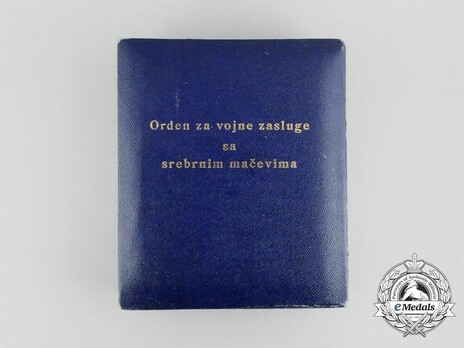 Orden za vojne zasluge
sa
srebrnim mačevima
eMedals